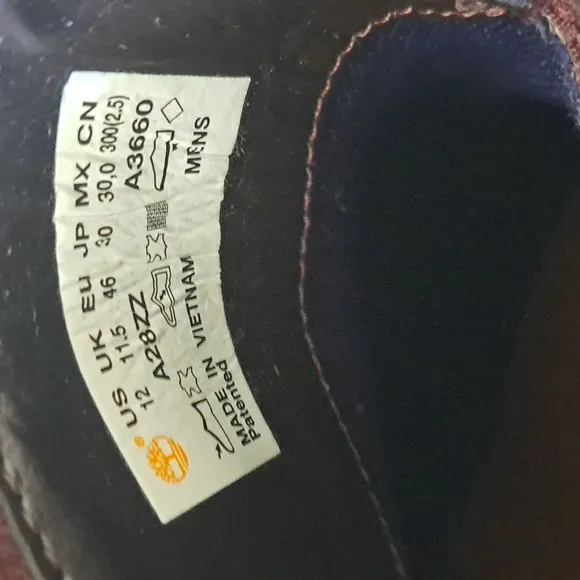 US UK EU JP MX CN
12 11.5 46 30 30,0 300(2.5)
A28ZZ A3660
MADE IN VIETNAM MENS
Patented